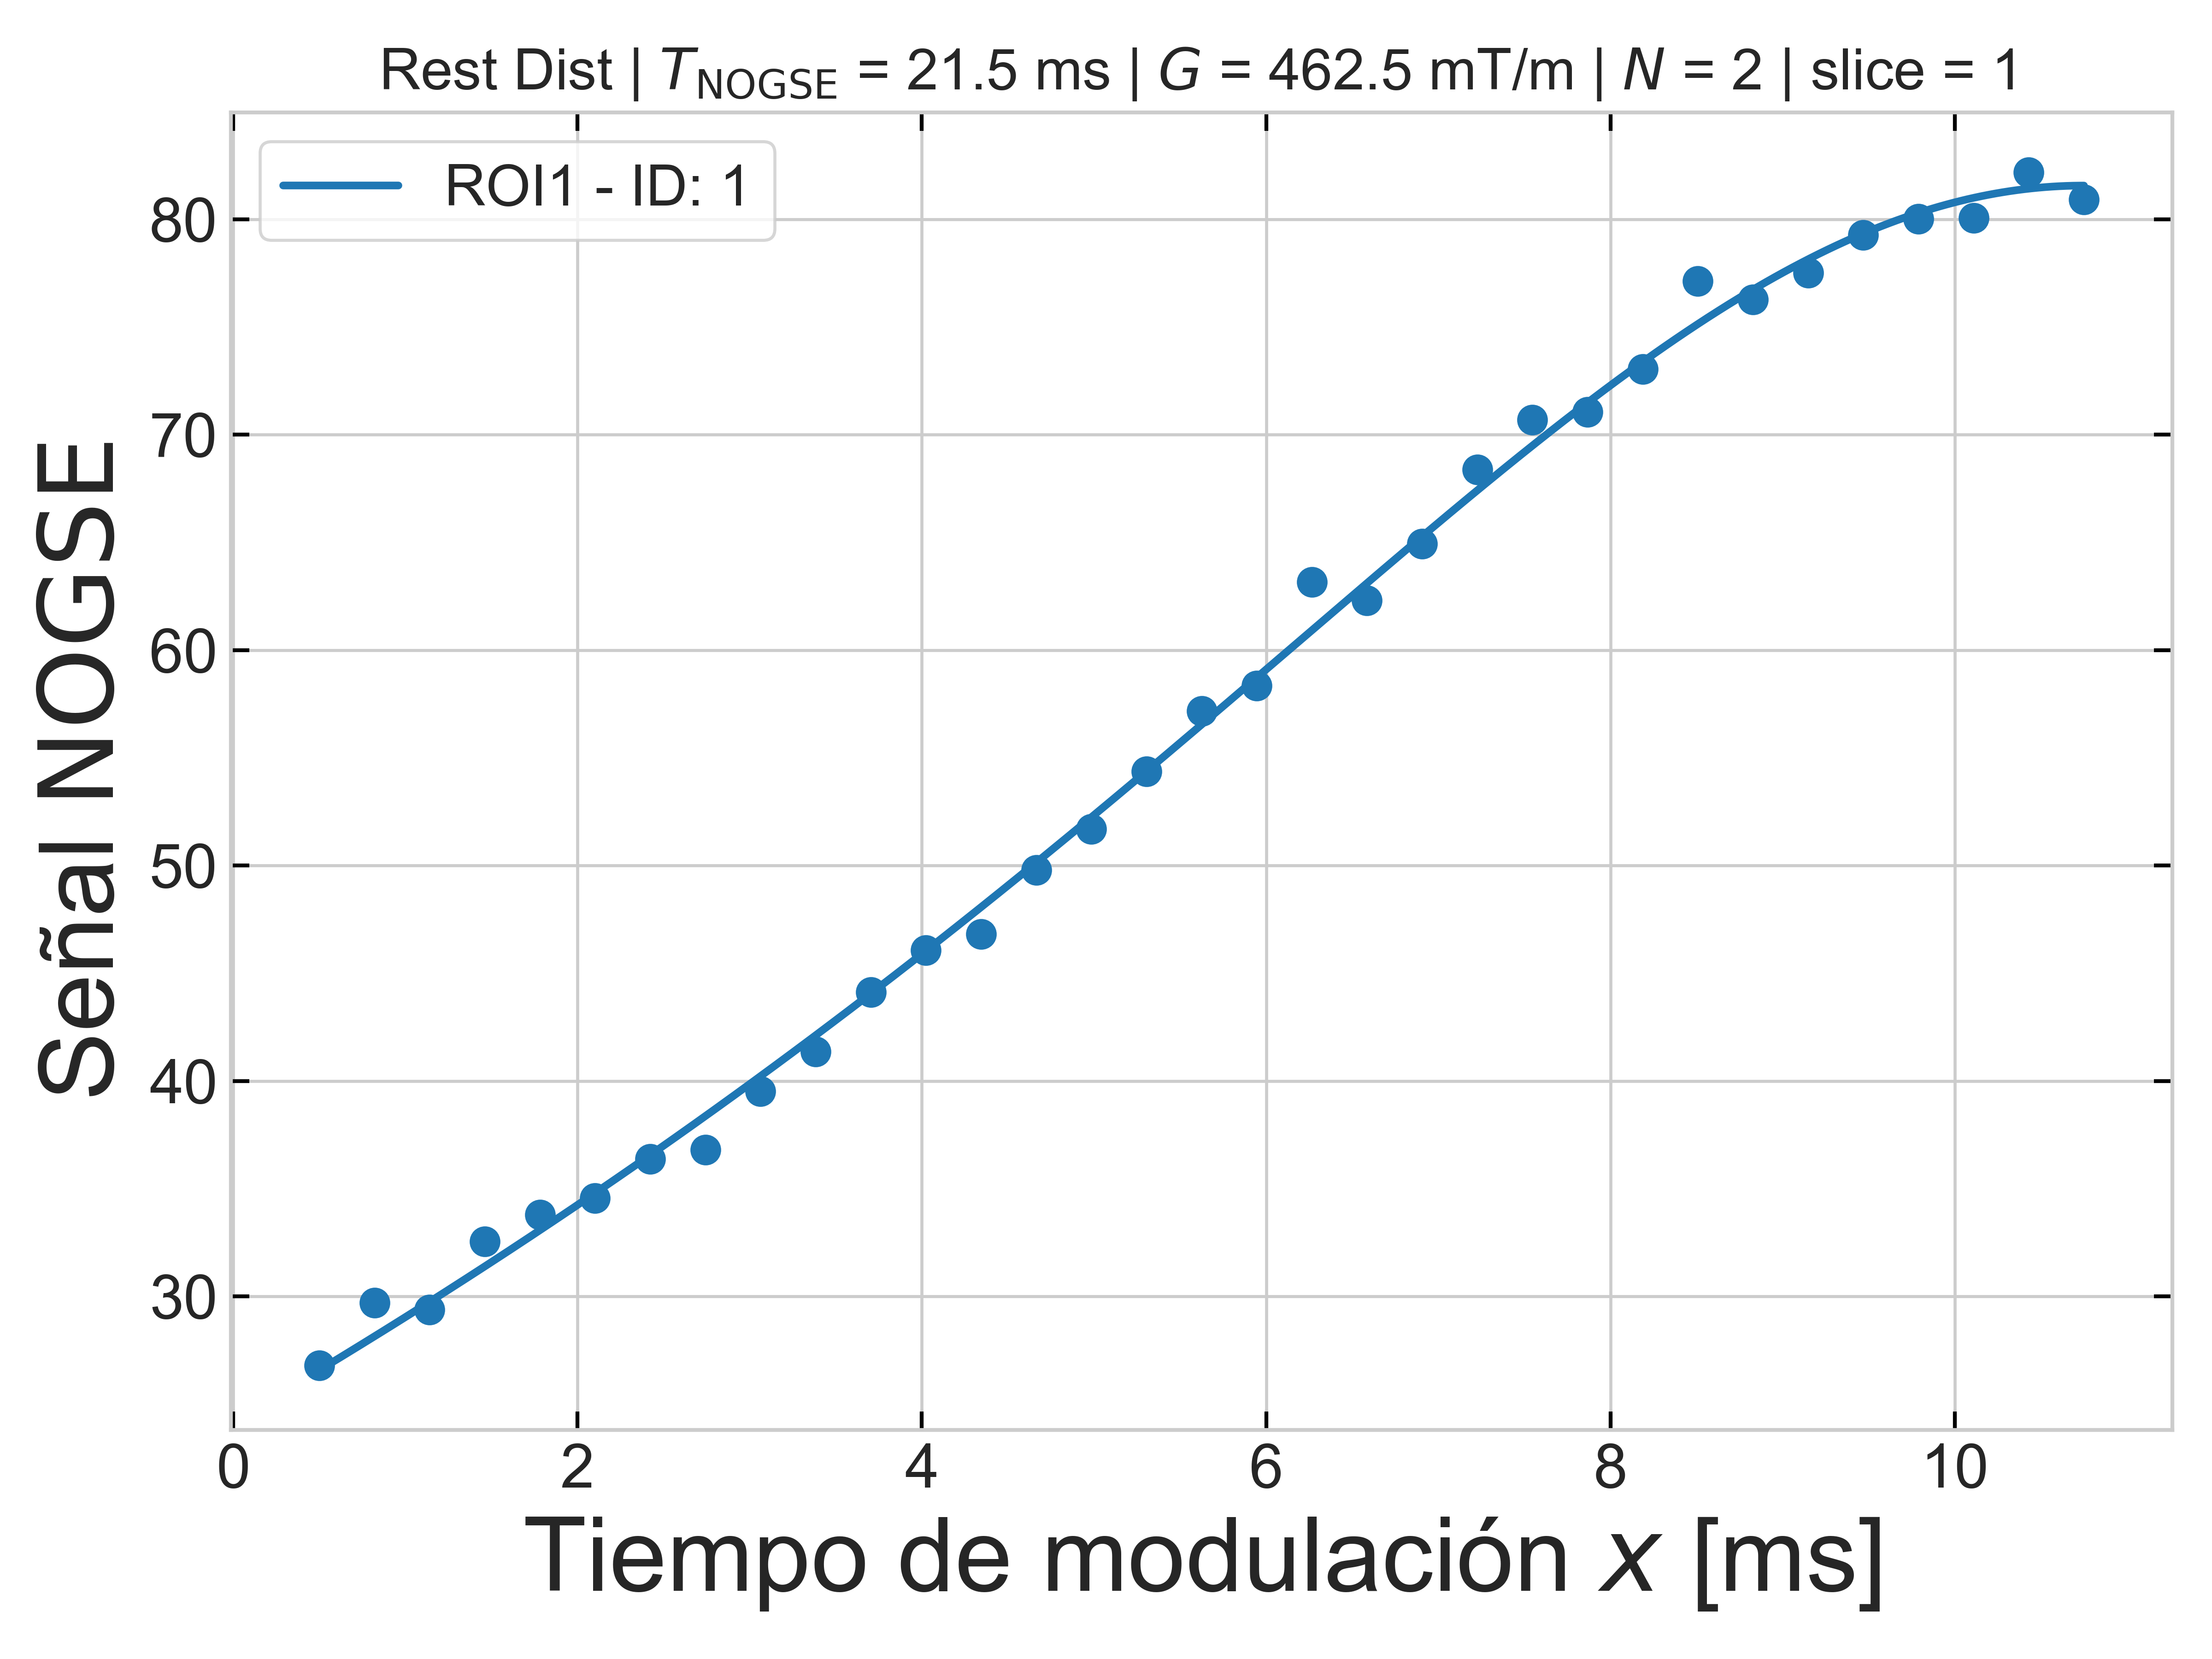 Rest Dist | T_NOGSE = 21.5 ms | G = 462.5 mT/m | N = 2 | slice = 1
ROI1 - ID: 1
Señal NOGSE
80
70
60
50
40
30
0 2 4 6 8 10
Tiempo de modulación x [ms]